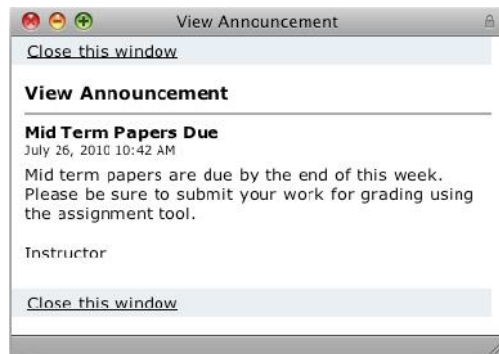 View Announcement
Close this window
View Announcement
Mid Term Papers Due
July 26, 2010 10:42 AM
Mid term papers are due by the end of this week.
Please be sure to submit your work for grading using
the assignment tool.
Instructor
Close this window